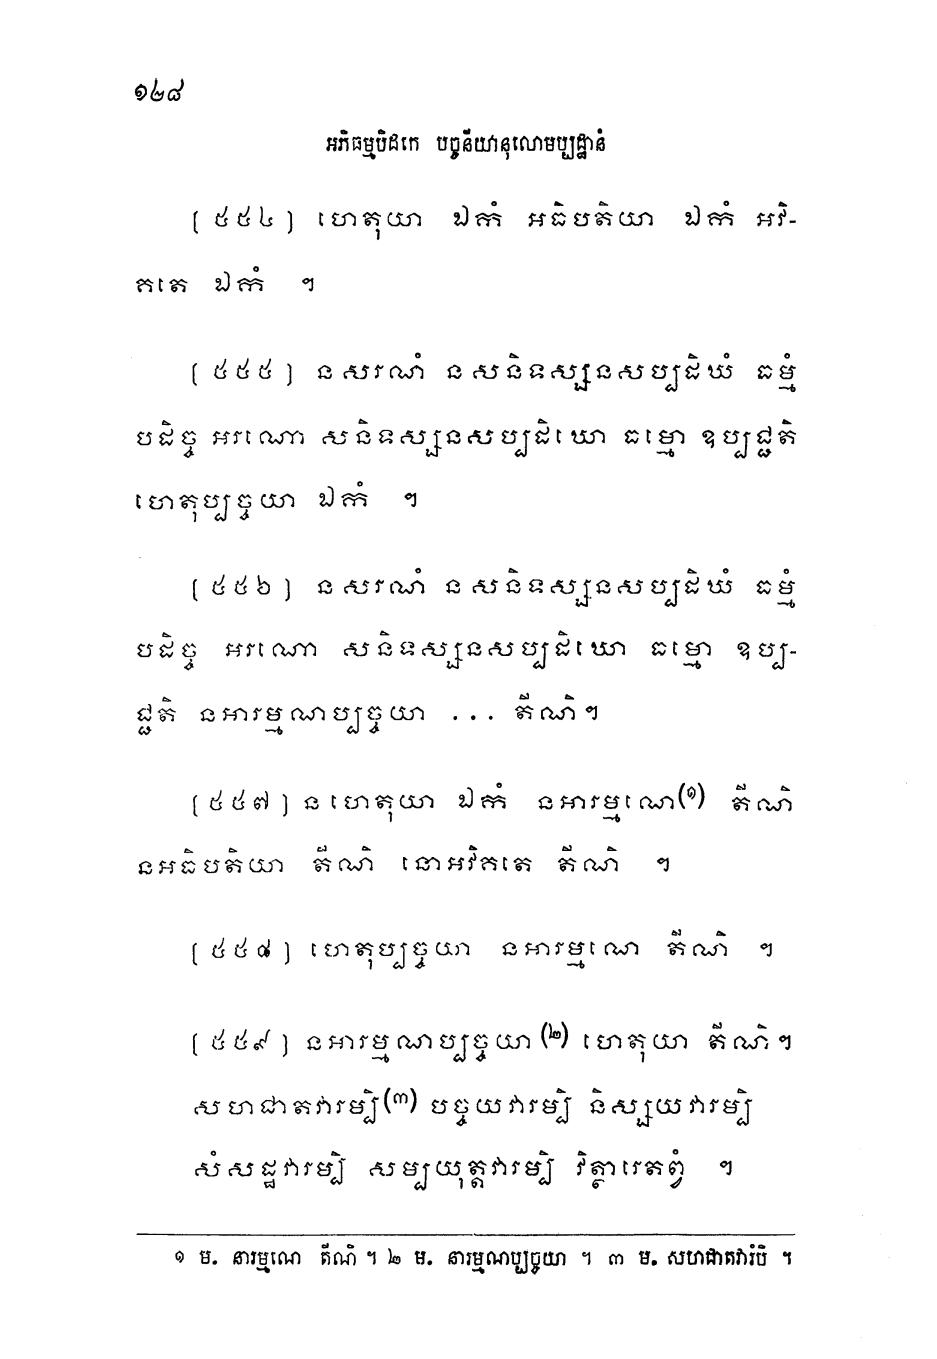 ១២៨
អភិធម្មបិដកេ បច្ចនីយានុលោមប្បដ្ឋានំ
[៥៥៤] ហេតុយា ឯកំ អធិបតិយា ឯកំ អវិ-
កតេ ឯកំ ។
[៥៥៥] ន សរណំ ន សនិទស្សនសប្បដិឃំ ធម្មំ
បដិច្ច អរណោ សនិទស្សនសប្បដិឃោ ធម្មោ ឧប្បជ្ជតិ
ហេតុប្បច្ចយា ឯកំ ។
[៥៥៦] ន សរណំ ន សនិទស្សនសប្បដិឃំ ធម្មំ
បដិច្ច អរណោ សនិទស្សនសប្បដិឃោ ធម្មោ ឧប្ប-
ជ្ជតិ នអារម្មណប្បច្ចយា ... តីណិ។
[៥៥៧] ន ហេតុយា ឯកំ នអារម្មណេ(១) តីណិ
នអធិបតិយា តីណិ នោអវិកតេ តីណិ ។
[៥៥៨] ហេតុប្បច្ចយា នអារម្មណេ តីណិ ។
[៥៥៩] នអារម្មណប្បច្ចយា(២) ហេតុយា តីណិ។
សហជាតវារម្បិ(៣) បច្ចយវារម្បិ និស្សយវារម្បិ
សំសដ្ឋវារម្បិ សម្បយុត្តវារម្បិ វិត្ថារេតព្វំ ។
១ ម. នារម្មណេ តីណិ ។ ២ ម. នារម្មណប្បច្ចយា ។ ៣ ម. សហជាតវារំបិ ។